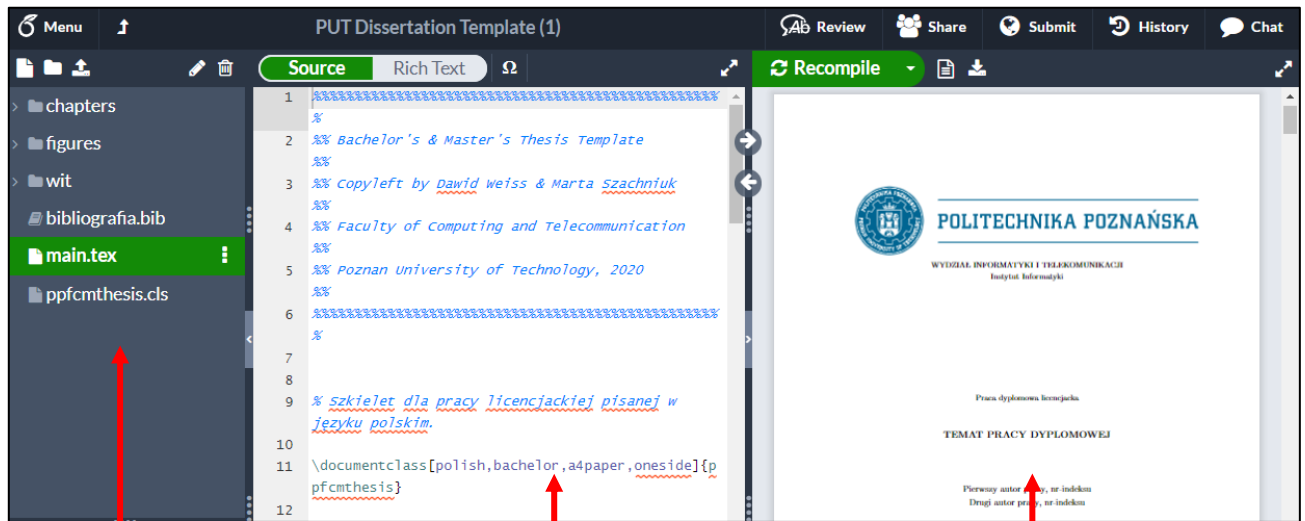 Menu
PUT Dissertation Template (1)
Review
Share
Submit
History
Chat
Source
Rich Text
Ω
Recompile
chapters
figures
wit
bibliografia.bib
main.tex
ppfcmthesis.cls
1 %%%%%%%%%%%%%%%%%%%%%%%%%%%%%%%%%%%%%%%%%%%%%%%%%
%
2 %% Bachelor's & Master's Thesis Template
%%
3 %% Copyleft by Dawid Weiss & Marta Szachniuk
%%
4 %% Faculty of Computing and Telecommunication
%%
5 %% Poznan University of Technology, 2020
%%
6 %%%%%%%%%%%%%%%%%%%%%%%%%%%%%%%%%%%%%%%%%%%%%%%%%
%
7
8
9 % Szkielet dla pracy licencjackiej pisanej w
języku polskim.
10
11 \documentclass[polish,bachelor,a4paper,oneside]{p
pfcmthesis}
12
POLITECHNIKA POZNAŃSKA
WYDZIAŁ INFORMATYKI I TELEKOMUNIKACJI
Instytut Informatyki
Praca dyplomowa licencjacka
TEMAT PRACY DYPLOMOWEJ
Pierwszy autor pracy, nr-indeksu
Drugi autor pracy, nr-indeksu